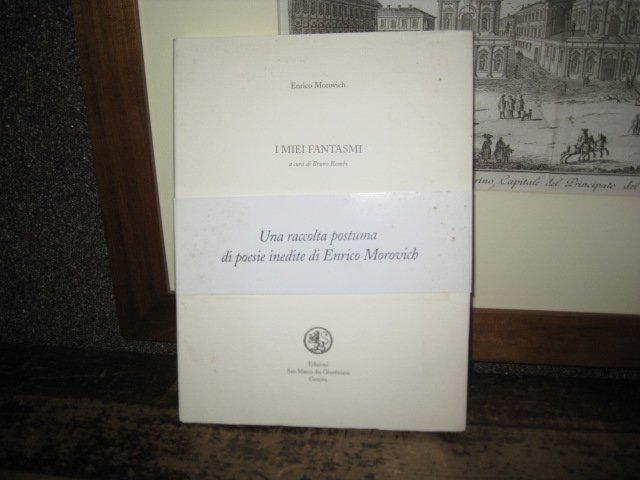 Enrico Morovich
I MIEI FANTASMI
a cura di Bruno Rombi
Una raccolta postuma
di poesie inedite di Enrico Morovich
Edizioni
San Marco dei Giustiniani
Genova
Capitale del Principato del